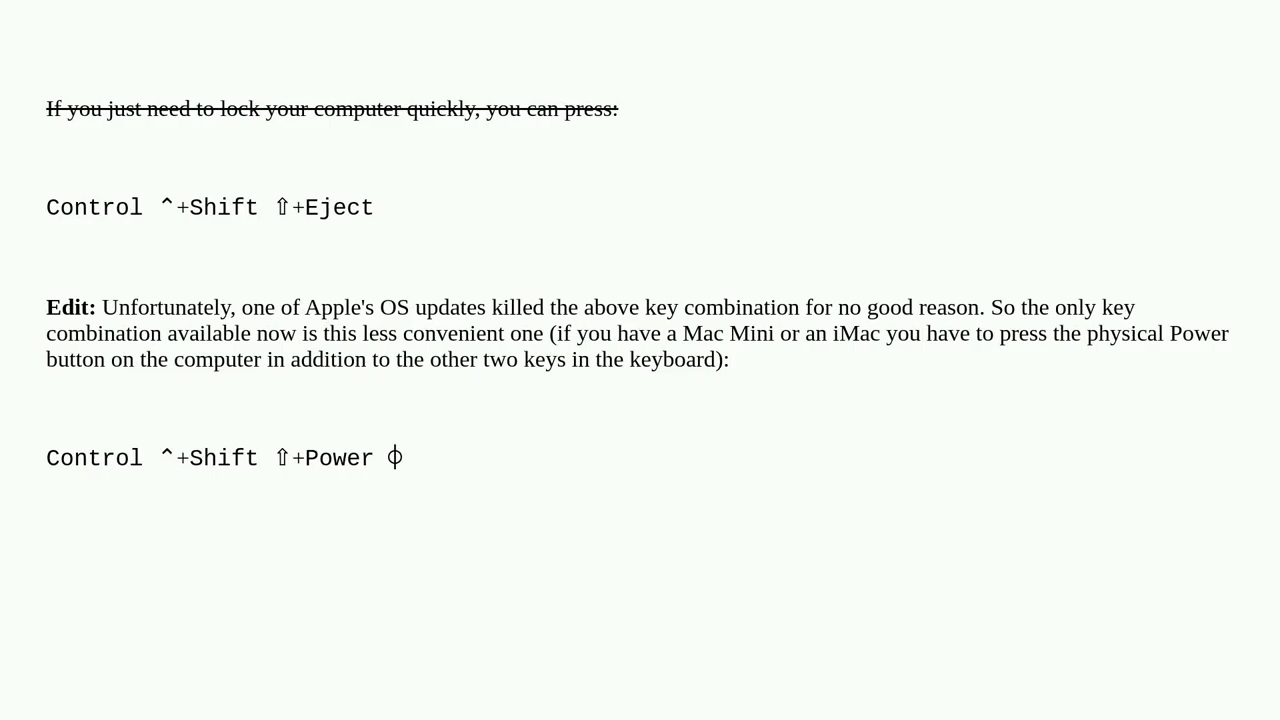 If you just need to lock your computer quickly, you can press:
Control ⌃+Shift ⇧+Eject
Edit: Unfortunately, one of Apple's OS updates killed the above key combination for no good reason. So the only key
combination available now is this less convenient one (if you have a Mac Mini or an iMac you have to press the physical Power
button on the computer in addition to the other two keys in the keyboard):
Control ⌃+Shift ⇧+Power ⌽